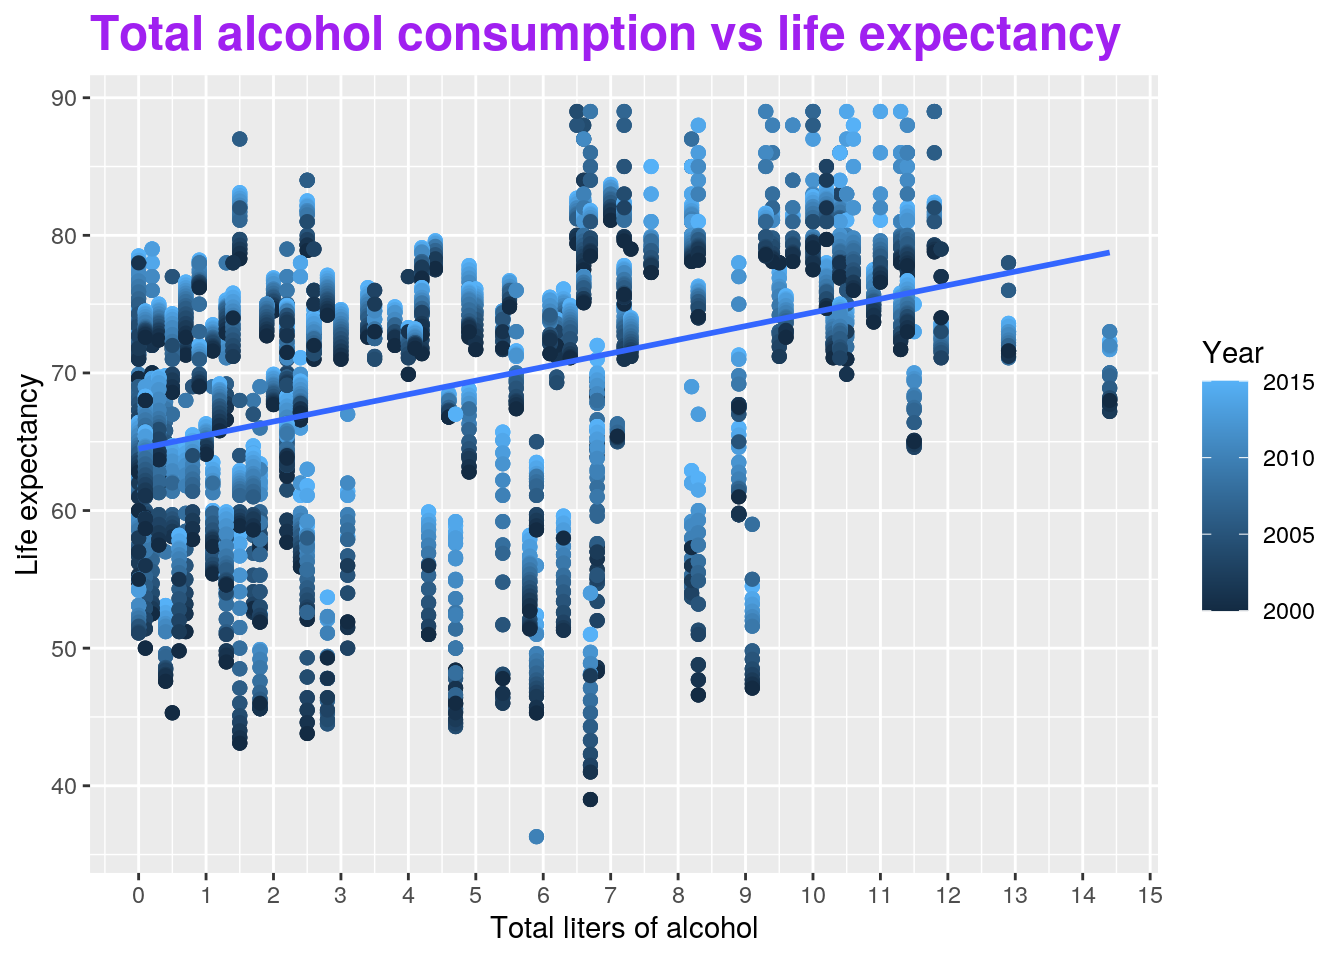 Total alcohol consumption vs life expectancy
90
80
70
60
50
40
Life expectancy
0 1 2 3 4 5 6 7 8 9 10 11 12 13 14 15
Total liters of alcohol
Year
2015
2010
2005
2000